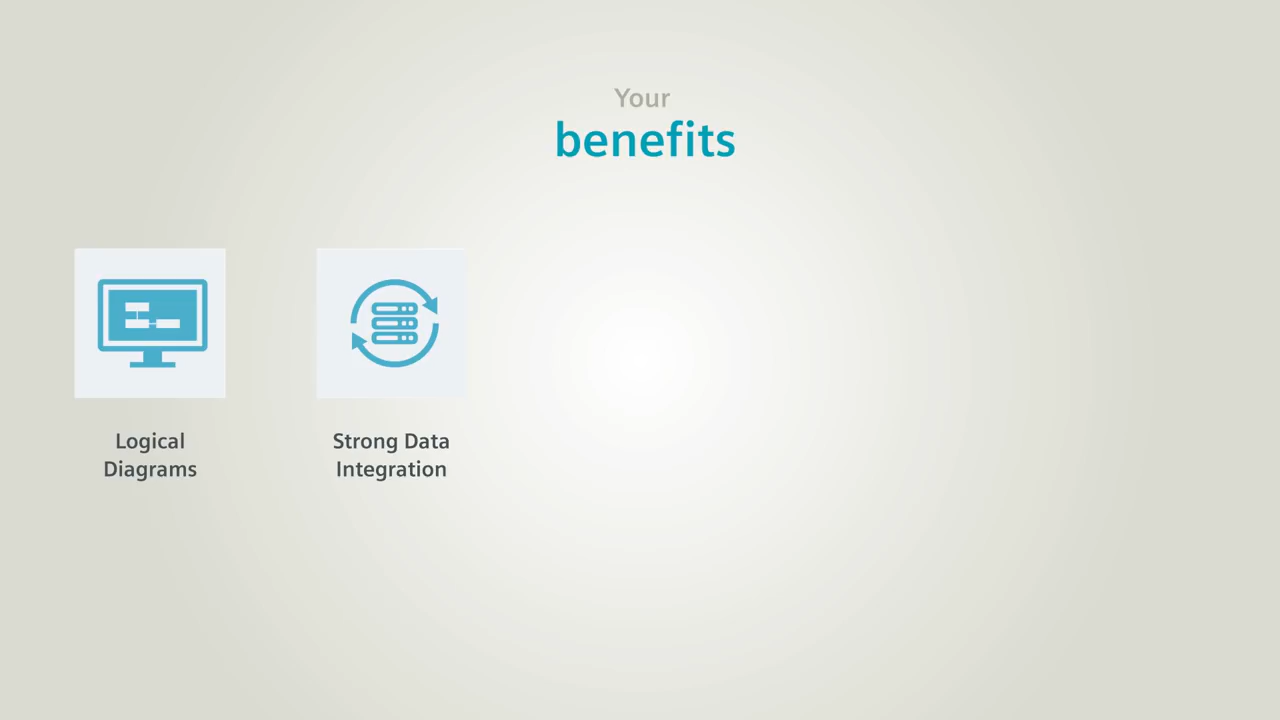 Your
benefits
Logical
Diagrams
Strong Data
Integration